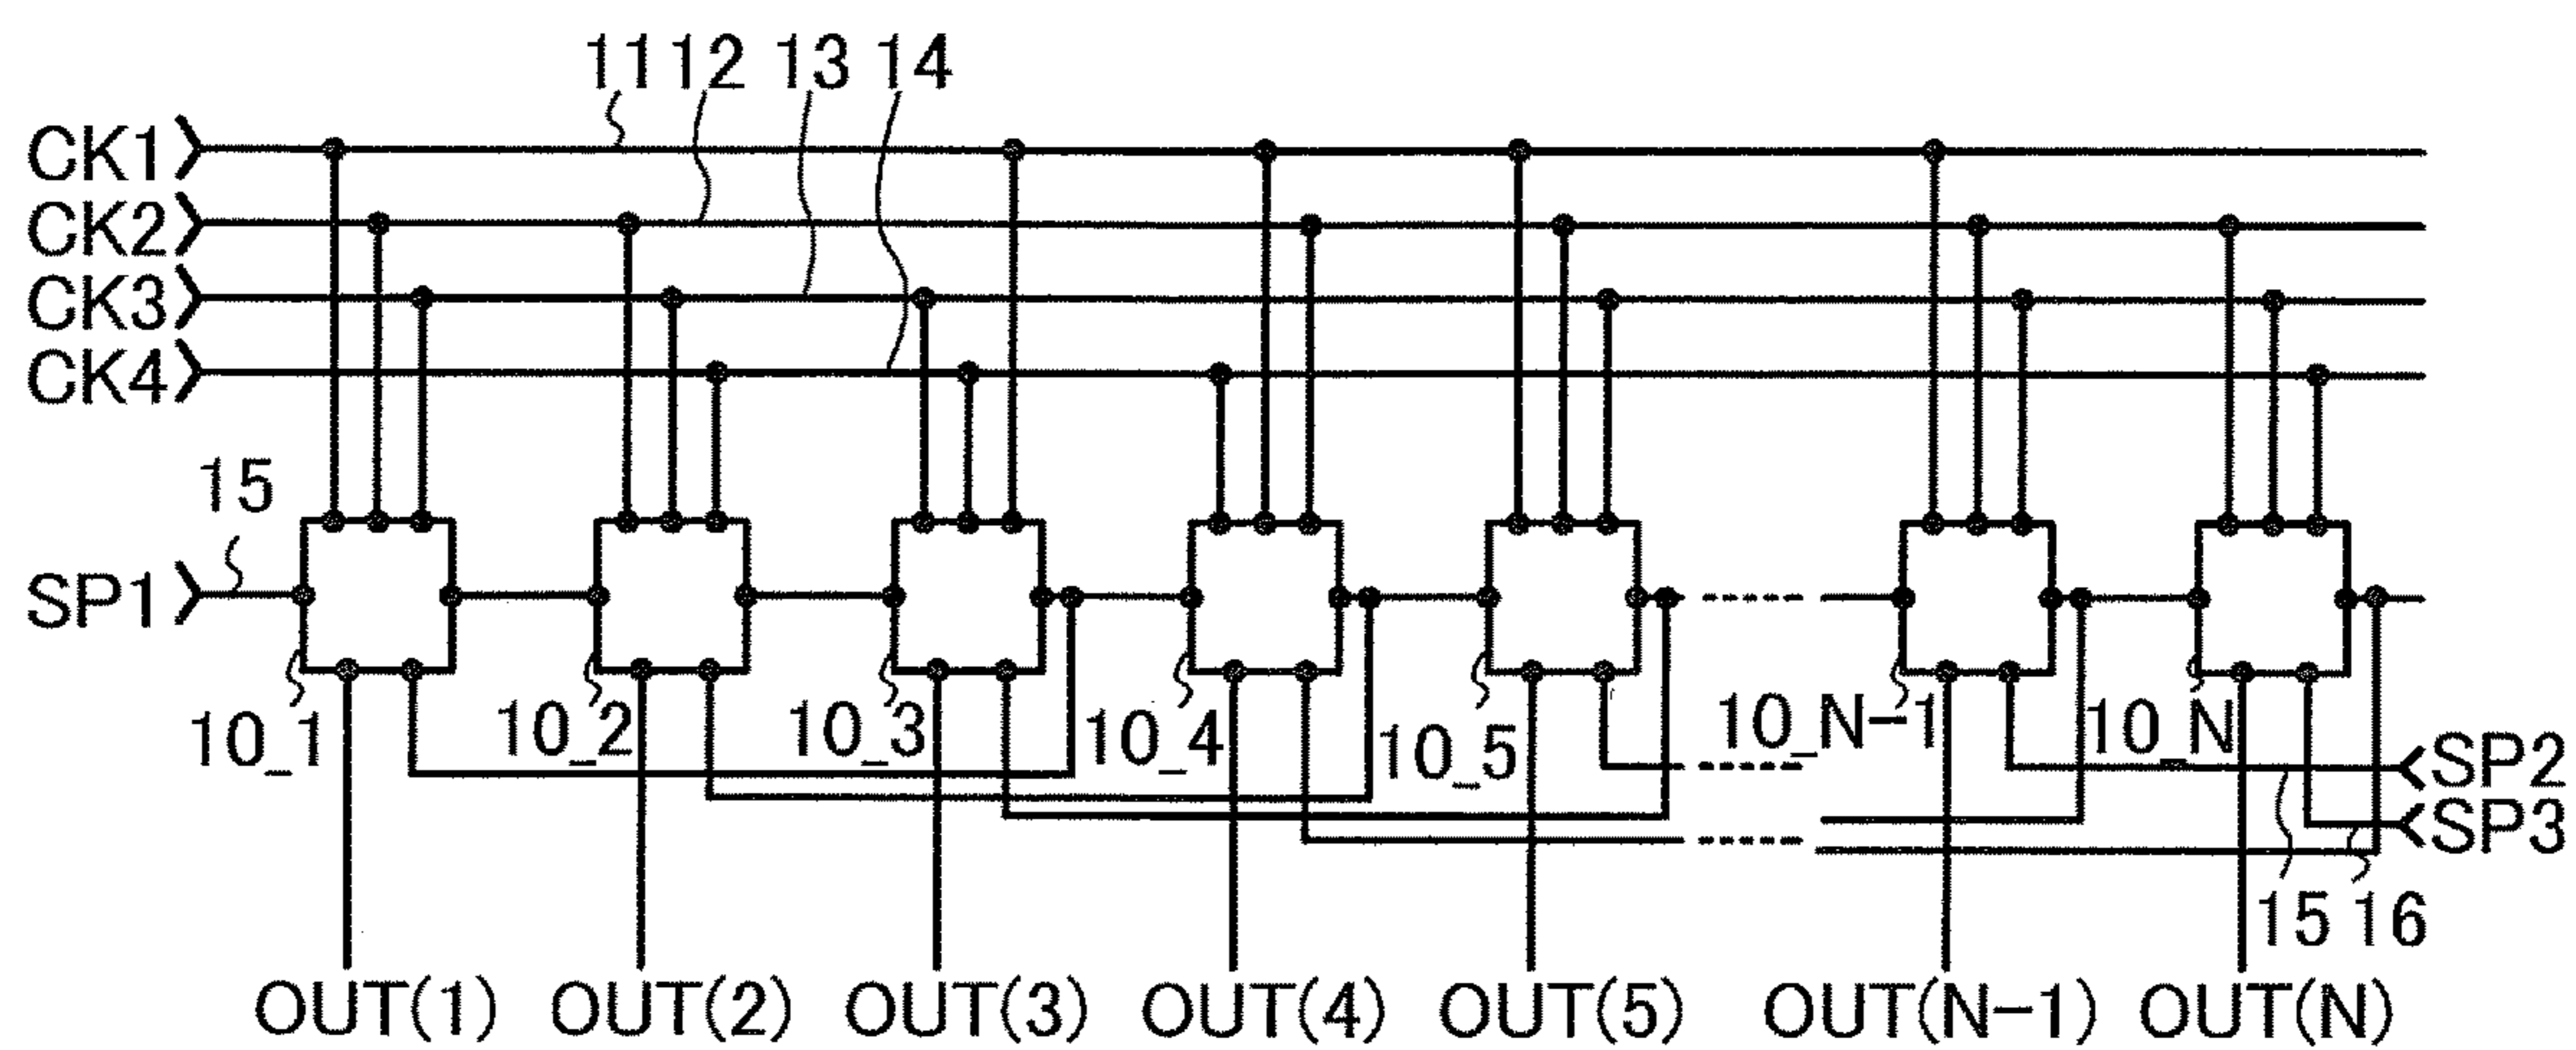 11 12 13 14
CK1
CK2
CK3
CK4
15
SP1
10_1 10_2 10_3 10_4 10_5 10_N-1 10_N
SP2
SP3
15 16
OUT(1) OUT(2) OUT(3) OUT(4) OUT(5) OUT(N-1) OUT(N)